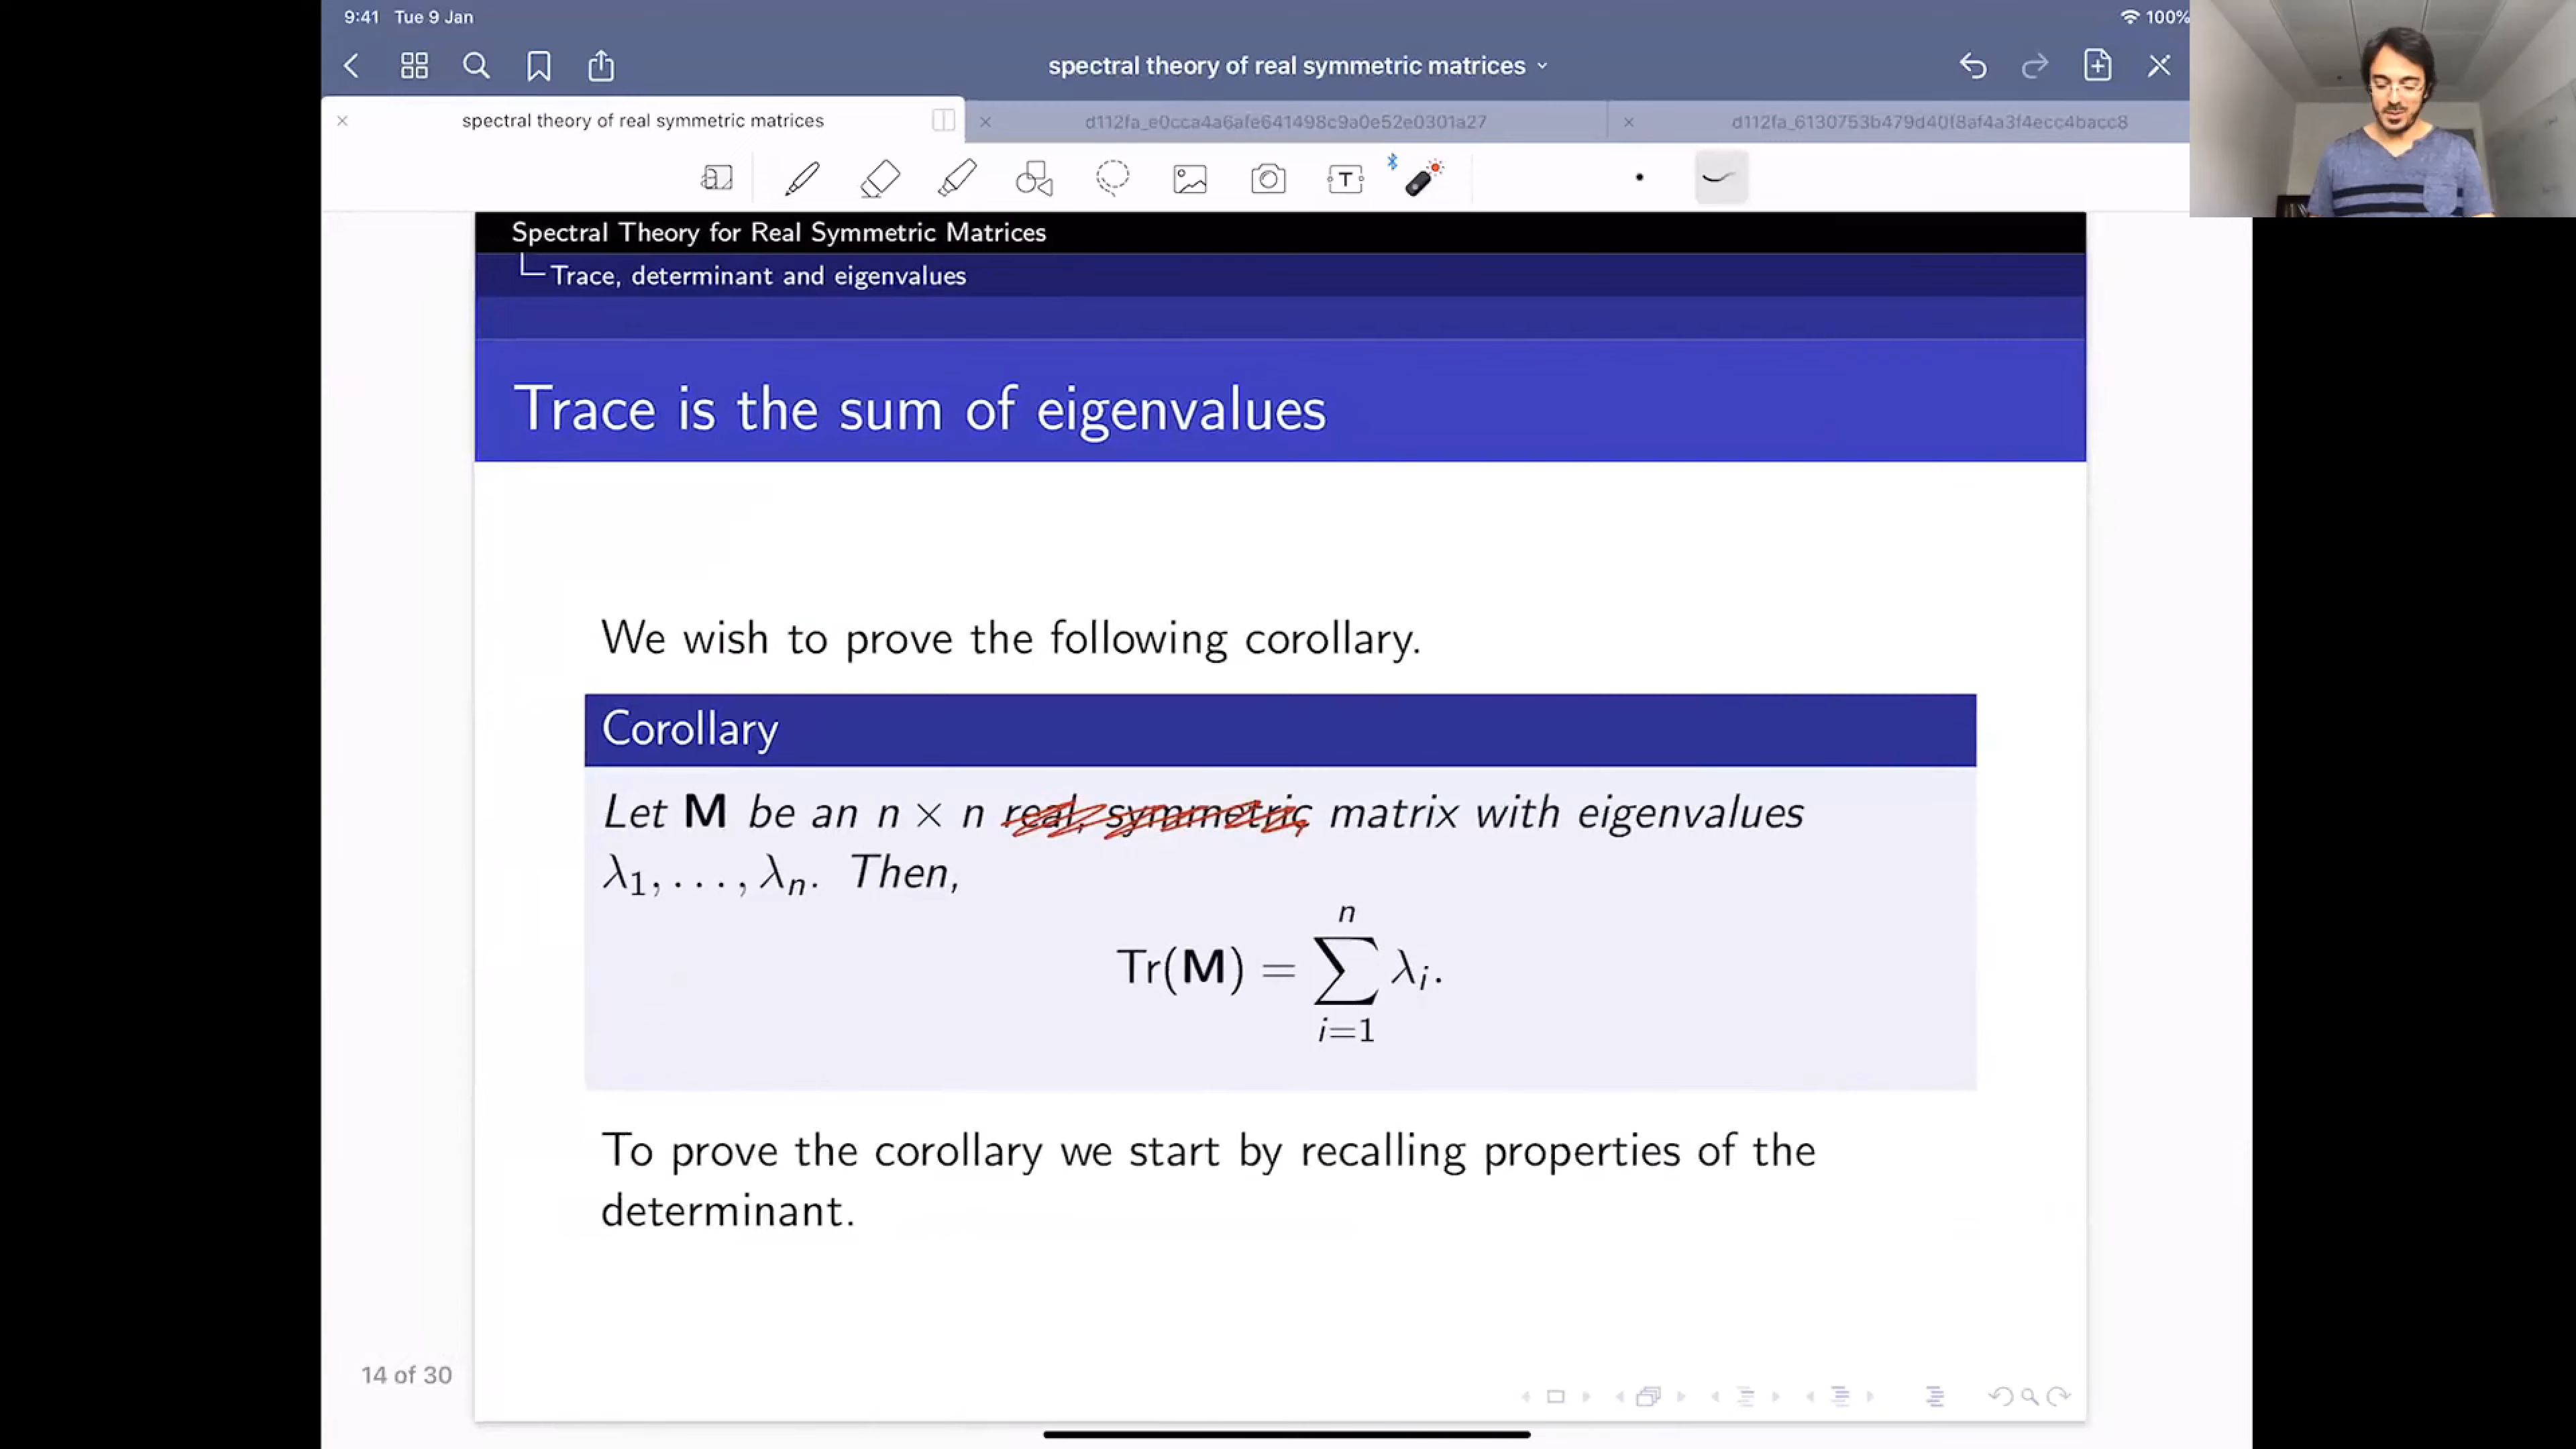 9:41 Tue 9 Jan
100%
spectral theory of real symmetric matrices
spectral theory of real symmetric matrices
d112fa_e0cca4a6afe641498c9a0e52e0301a27
d112fa_6130753b479d40f8af4a3f4ecc4bacc8
a
T
Spectral Theory for Real Symmetric Matrices
Trace, determinant and eigenvalues
Trace is the sum of eigenvalues
We wish to prove the following corollary.
Corollary
Let M be an n × n real, symmetric, matrix with eigenvalues
λ₁, . . . , λₙ. Then,
Tr(M) = ∑ᵢ₌₁ⁿ λᵢ.
To prove the corollary we start by recalling properties of the
determinant.
14 of 30